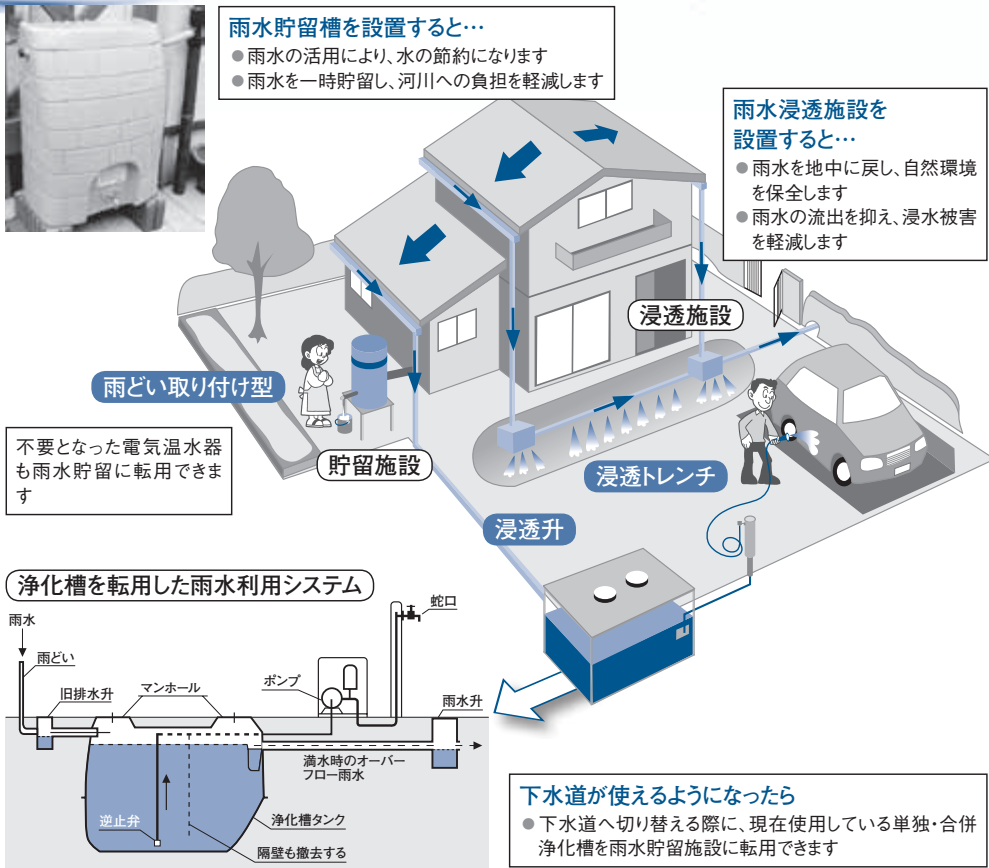 雨水貯留槽を設置すると…
●雨水の活用により、水の節約になります
●雨水を一時貯留し、河川への負担を軽減します
雨水浸透施設を
設置すると…
●雨水を地中に戻し、自然環境
を保全します
●雨水の流出を抑え、浸水被害
を軽減します
浸透施設
雨どい取り付け型
不要となった電気温水器
も雨水貯留に転用できま
す
貯留施設
浸透トレンチ
浸透升
浄化槽を転用した雨水利用システム
雨水
雨どい
旧排水升
マンホール
ポンプ
蛇口
雨水升
満水時のオーバー
フロー雨水
逆止弁
浄化槽タンク
隔壁も撤去する
下水道が使えるようになったら
●下水道へ切り替える際に、現在使用している単独・合併
浄化槽を雨水貯留施設に転用できます